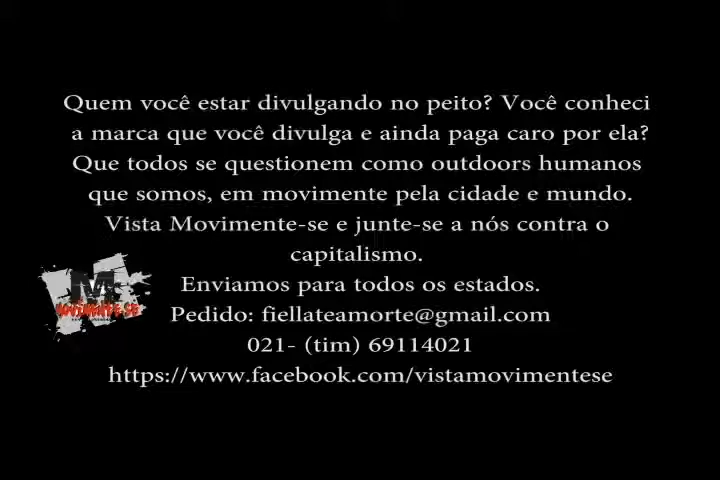 Quem você estar divulgando no peito? Você conheci
a marca que você divulga e ainda paga caro por ela?
Que todos se questionem como outdoors humanos
que somos, em movimente pela cidade e mundo.
Vista Movimente-se e junte-se a nós contra o
capitalismo.
Enviamos para todos os estados.
M
MOVIMENTE-SE
Pedido: fiellateamorte@gmail.com
021- (tim) 69114021
https://www.facebook.com/vistamovimentese